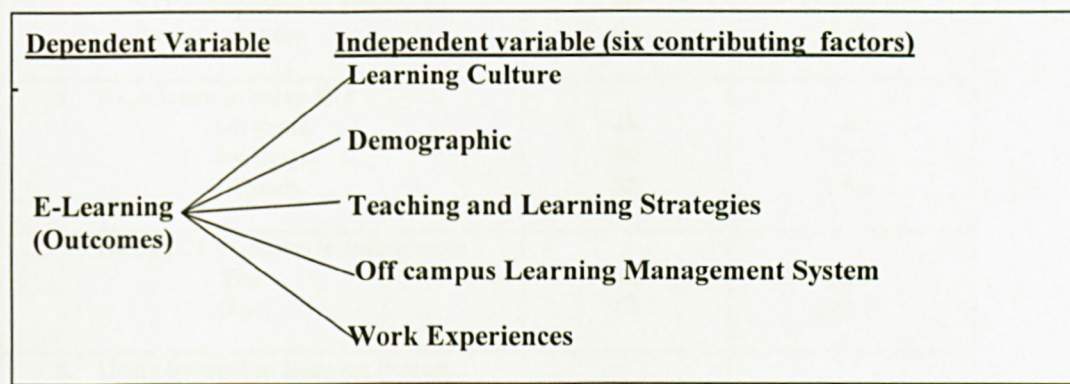 Dependent Variable Independent variable (six contributing factors)
Learning Culture
Demographic
Teaching and Learning Strategies
E-Learning
(Outcomes)
Off campus Learning Management System
Work Experiences